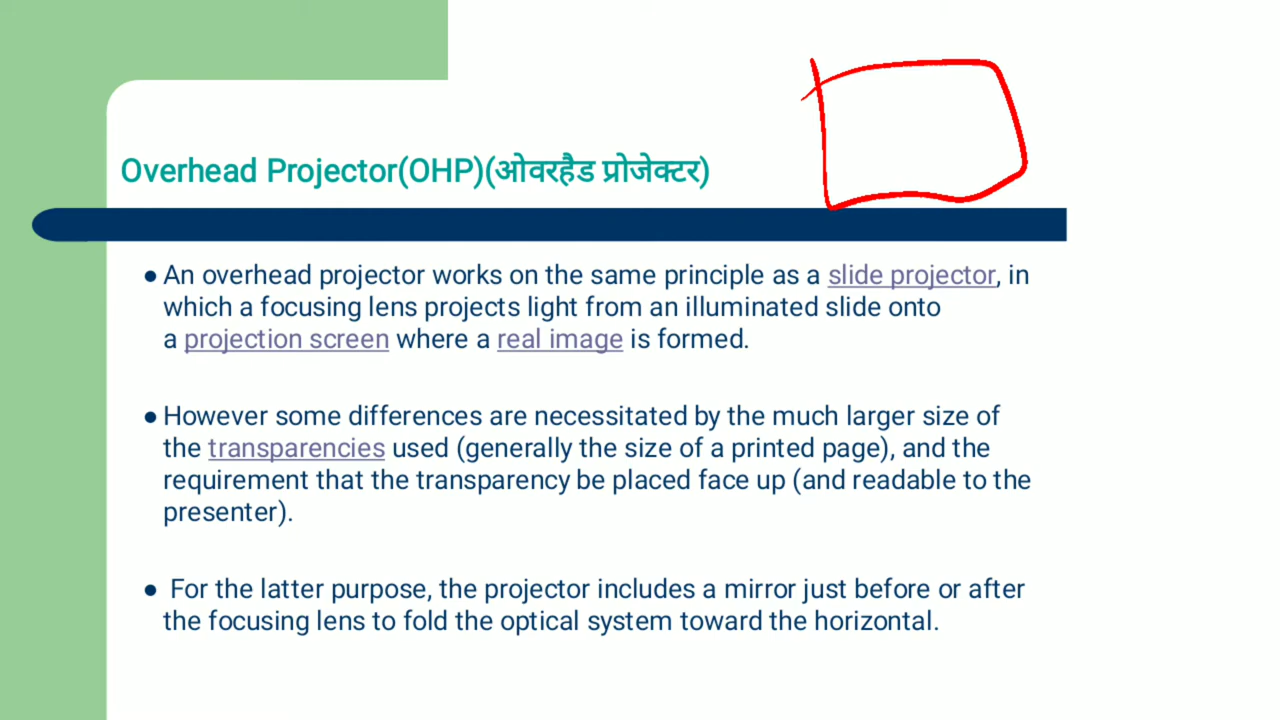 Overhead Projector(OHP)(ओवरहैड प्रोजेक्टर)
● An overhead projector works on the same principle as a slide projector, in
which a focusing lens projects light from an illuminated slide onto
a projection screen where a real image is formed.
● However some differences are necessitated by the much larger size of
the transparencies used (generally the size of a printed page), and the
requirement that the transparency be placed face up (and readable to the
presenter).
● For the latter purpose, the projector includes a mirror just before or after
the focusing lens to fold the optical system toward the horizontal.